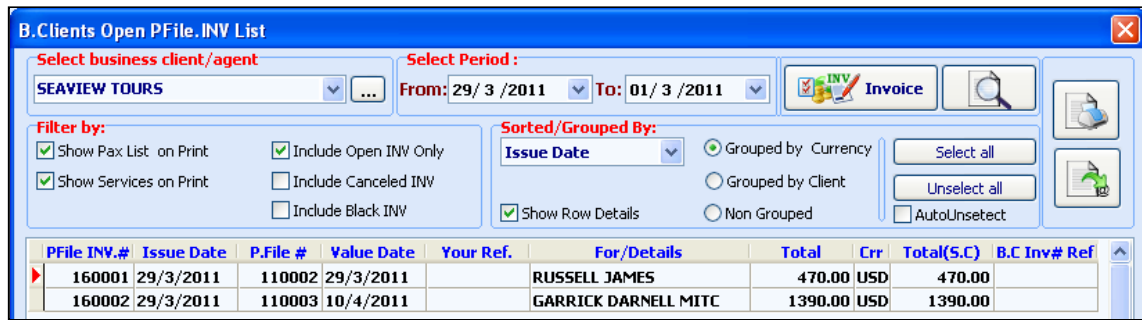 B.Clients Open PFile.INV List
Select business client/agent Select Period :
SEAVIEW TOURS ... From: 29/ 3 /2011 To: 01/ 3 /2011 INV Invoice
Filter by: Sorted/Grouped By:
Show Pax List on Print Include Open INV Only Issue Date Grouped by Currency Select all
Show Services on Print Include Canceled INV Grouped by Client Unselect all
Include Black INV Show Row Details Non Grouped AutoUnsetect
PFile INV.# Issue Date P.File # Value Date Your Ref. For/Details Total Crr Total(S.C) B.C Inv# Ref
160001 29/3/2011 110002 29/3/2011 RUSSELL JAMES 470.00 USD 470.00
160002 29/3/2011 110003 10/4/2011 GARRICK DARNELL MITC 1390.00 USD 1390.00